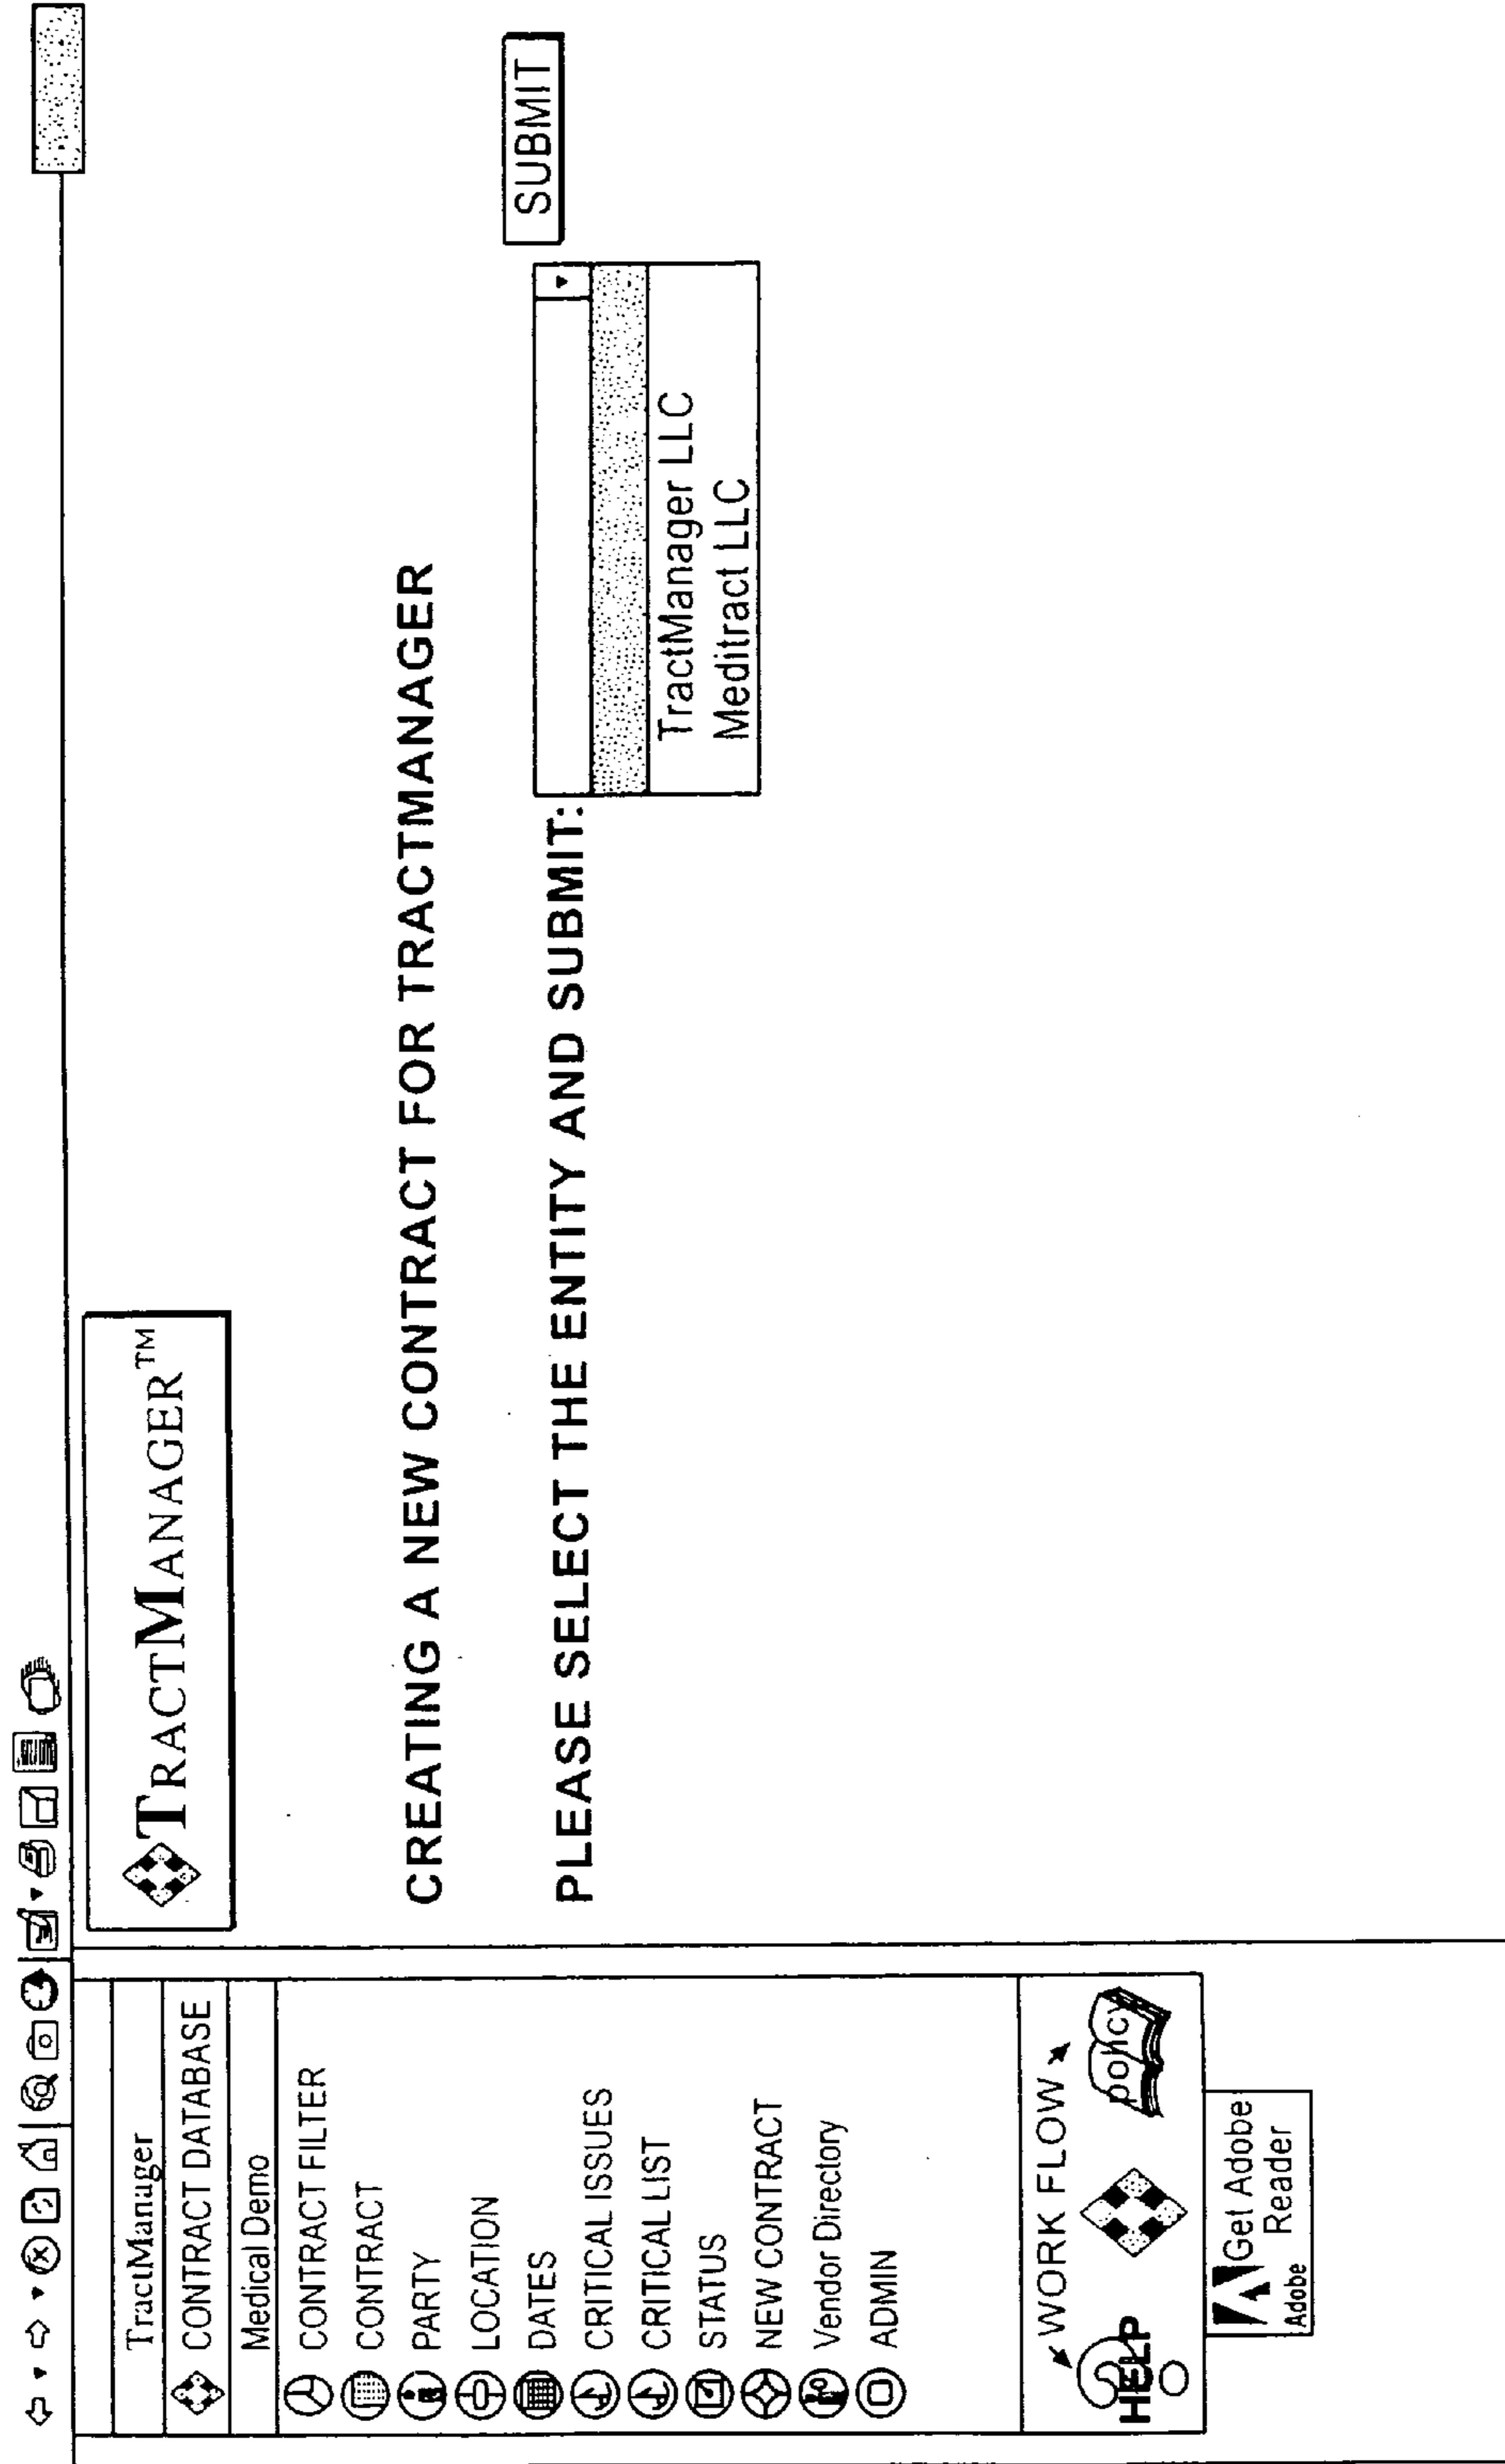 TractManager
CONTRACT DATABASE
Medical Demo
CONTRACT FILTER
CONTRACT
PARTY
LOCATION
DATES
CRITICAL ISSUES
CRITICAL LIST
STATUS
NEW CONTRACT
Vendor Directory
ADMIN
WORK FLOW
HELP
policy
Get Adobe
Reader
Adobe
TRACTMANAGER™
CREATING A NEW CONTRACT FOR TRACTMANAGER
PLEASE SELECT THE ENTITY AND SUBMIT:
TractManager LLC
Meditract LLC
SUBMIT